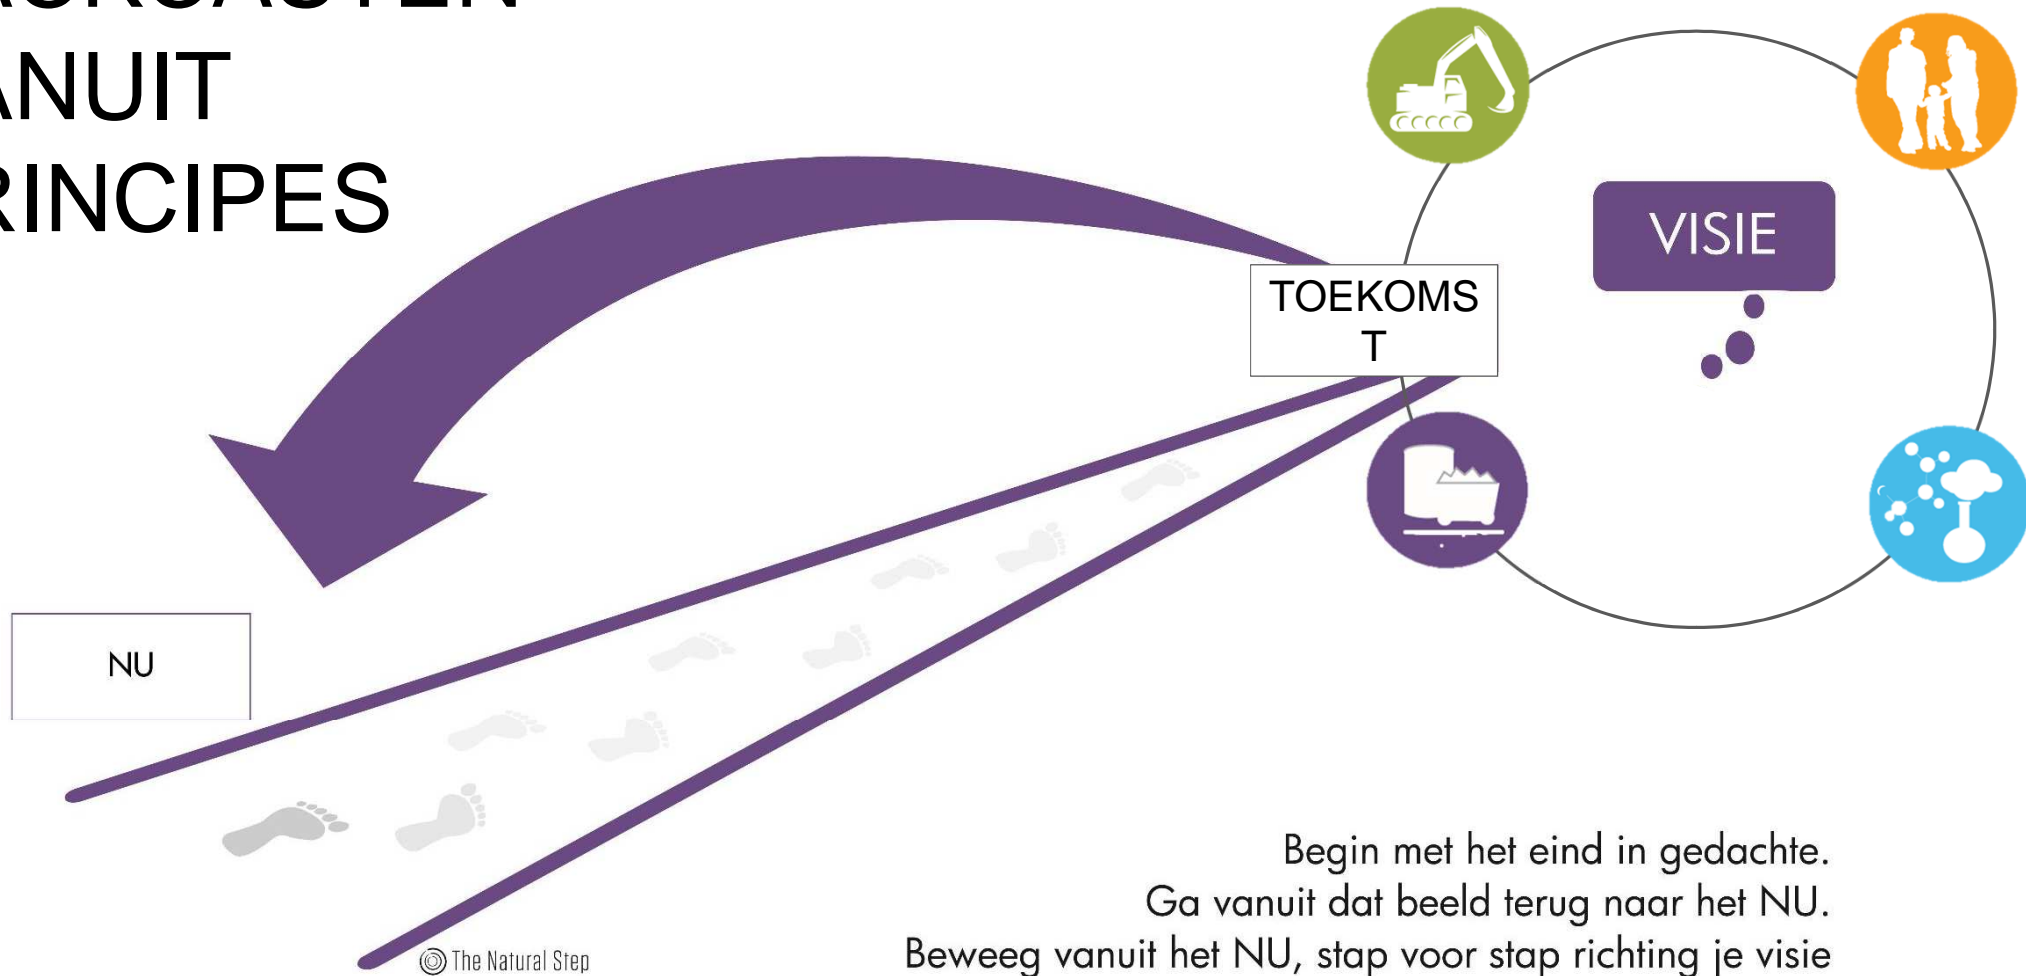 ACKCASTEN
ANUIT
RINCIPES
VISIE
TOEKOMS
T
NU
Begin met het eind in gedachte.
Ga vanuit dat beeld terug naar het NU.
Beweeg vanuit het NU, stap voor stap richting je visie
The Natural Step